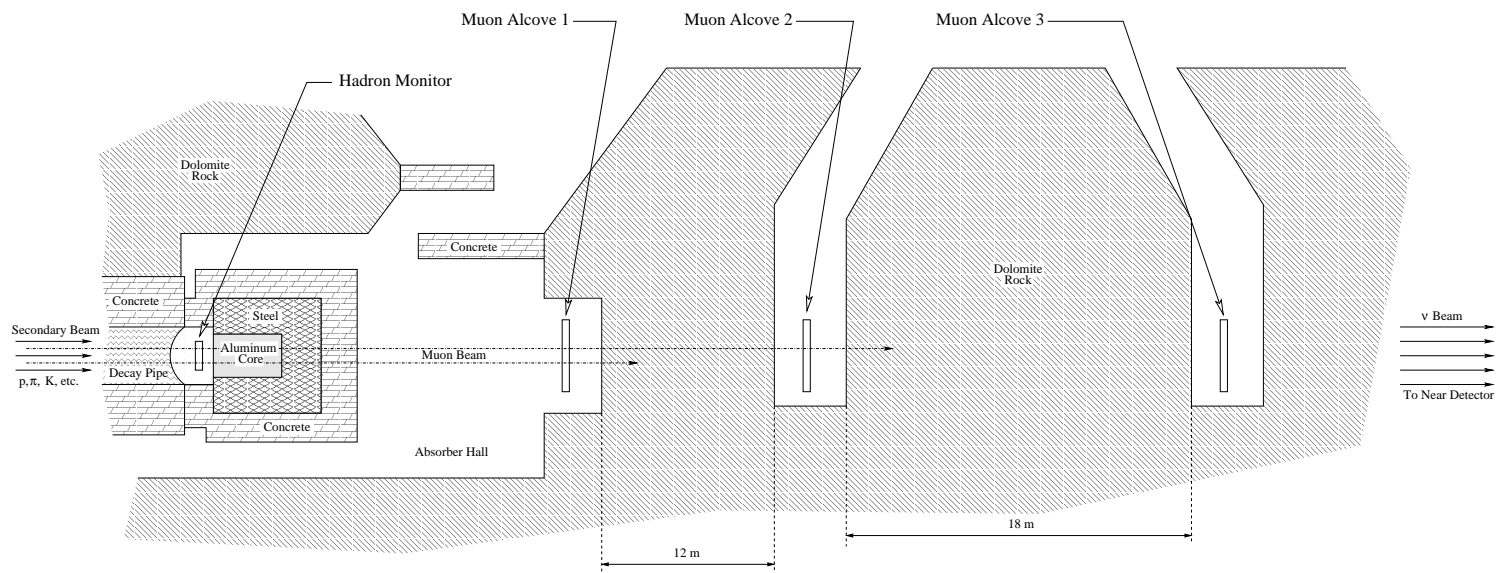 Muon Alcove 1
Muon Alcove 2
Muon Alcove 3
Hadron Monitor
Dolomite
Rock
Concrete
Dolomite
Rock
Concrete
Steel
Secondary Beam
Aluminum
Core
Muon Beam
Decay Pipe
p,π, K, etc.
Concrete
Absorber Hall
ν Beam
To Near Detector
12 m
18 m